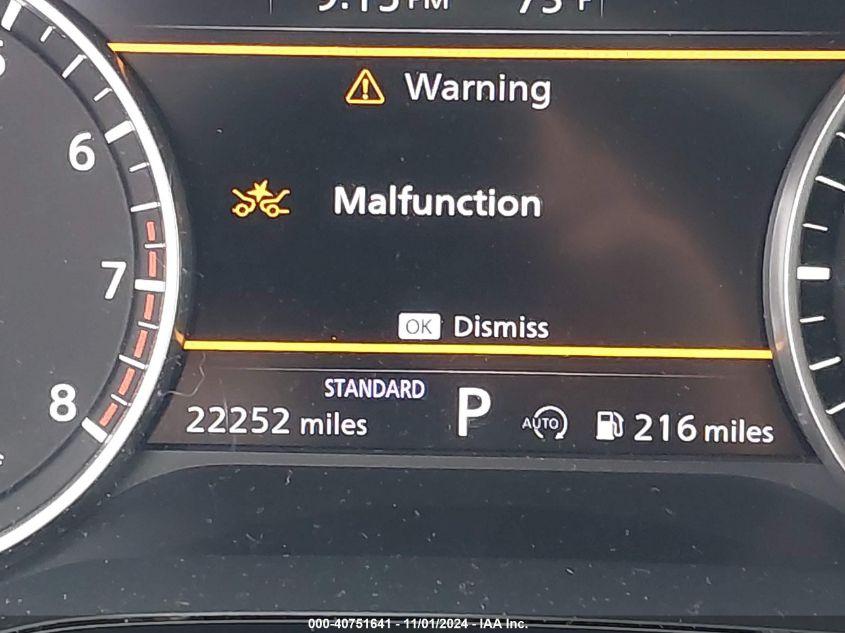 PM
°F
Warning
6
Malfunction
7
OK Dismiss
STANDARD
8
22252 miles
P
AUTO
216 miles
000-40751641 - 11/01/2024 - IAA Inc.